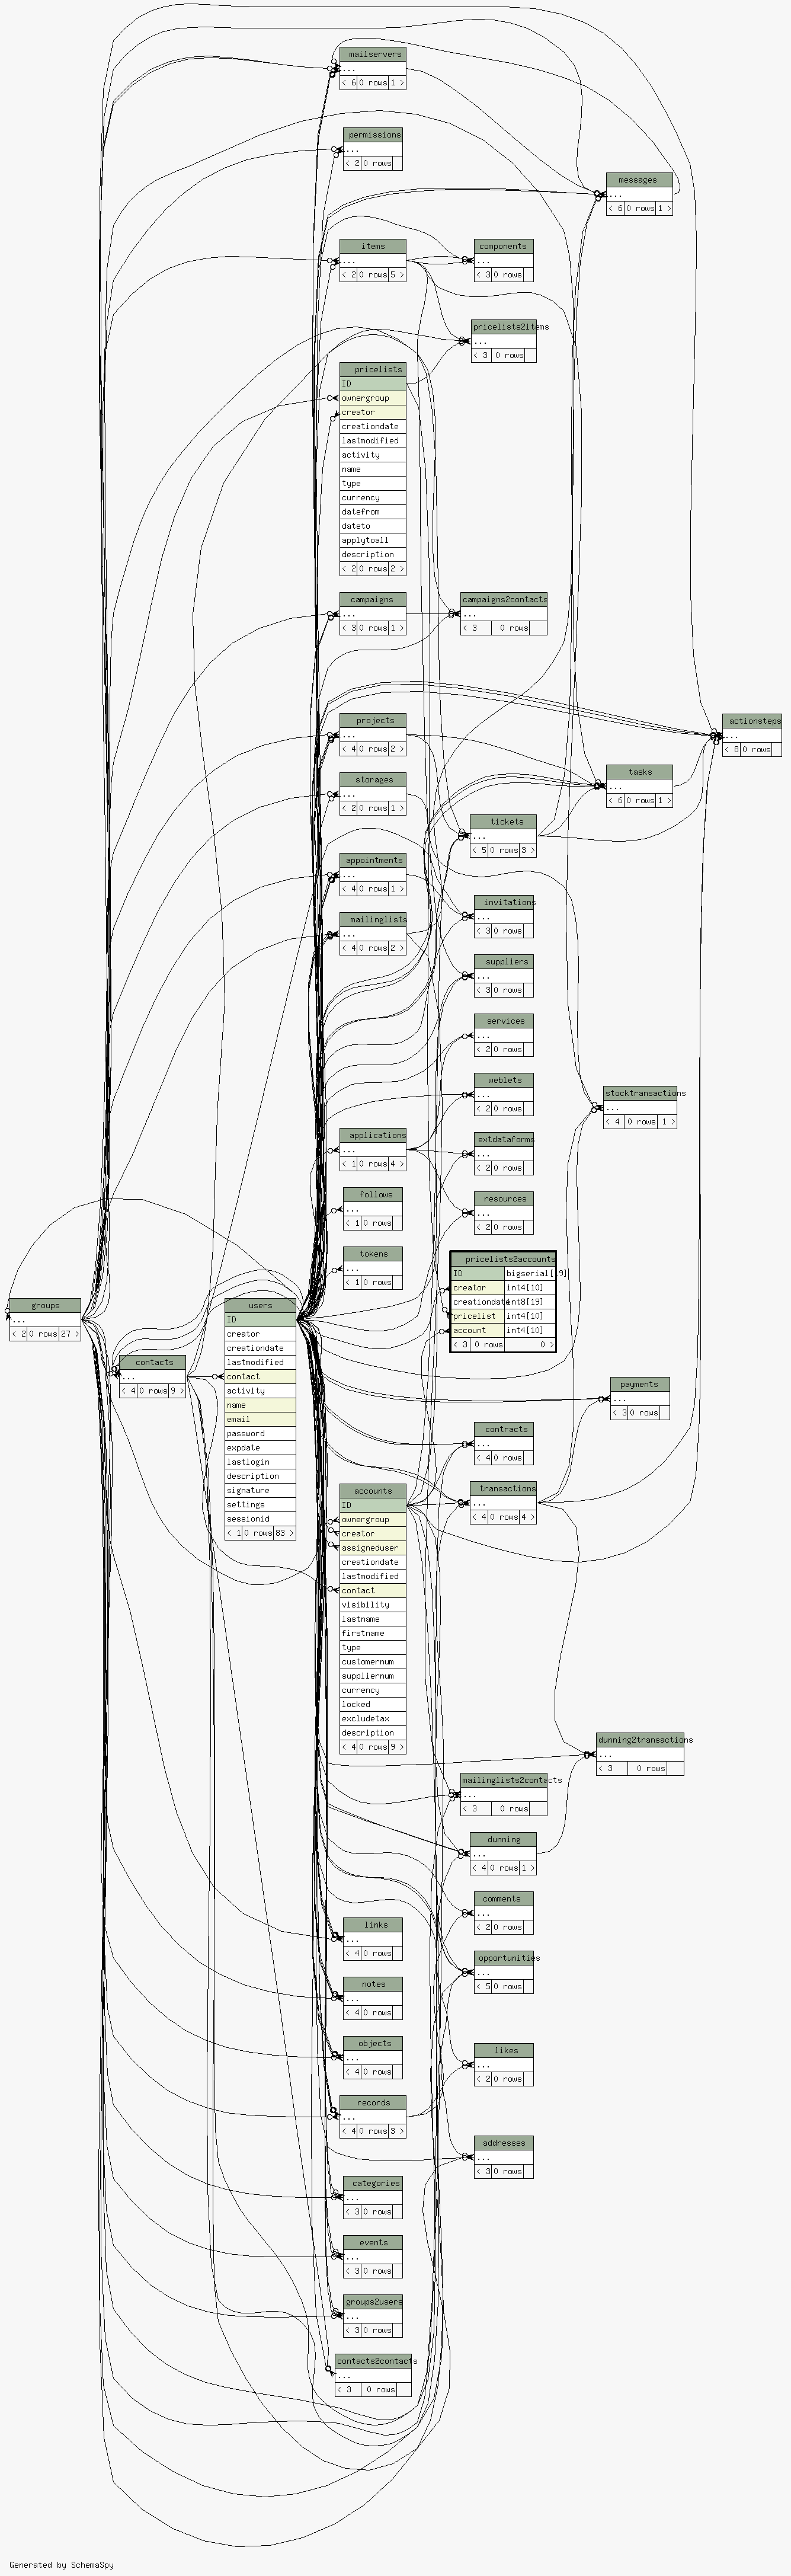 mailservers
...
< 6 0 rows 1 >
permissions
...
< 2 0 rows
messages
...
< 6 0 rows 1 >
items
...
< 2 0 rows 5 >
components
...
< 3 0 rows
pricelists2items
...
< 3 0 rows
pricelists
ID
ownergroup
creator
creationdate
lastmodified
activity
name
type
currency
datefrom
dateto
applytoall
description
< 2 0 rows 2 >
campaigns
...
< 3 0 rows 1 >
campaigns2contacts
...
< 3 0 rows
projects
...
< 4 0 rows 2 >
actionsteps
...
< 8 0 rows
storages
...
< 2 0 rows 1 >
tasks
...
< 6 0 rows 1 >
tickets
...
< 5 0 rows 3 >
appointments
...
< 4 0 rows 1 >
invitations
...
< 3 0 rows
mailinglists
...
< 4 0 rows 2 >
suppliers
...
< 3 0 rows
services
...
< 2 0 rows
weblets
...
< 2 0 rows
stocktransactions
...
< 4 0 rows 1 >
applications
...
< 1 0 rows 4 >
extdataforms
...
< 2 0 rows
follows
...
< 1 0 rows
resources
...
< 2 0 rows
tokens
...
< 1 0 rows
pricelists2accounts
ID bigserial[19]
creator int4[10]
creationdate int8[19]
pricelist int4[10]
account int4[10]
< 3 0 rows 0 >
groups
...
< 2 0 rows 27 >
contacts
...
< 4 0 rows 9 >
users
ID
creator
creationdate
lastmodified
contact
activity
name
email
password
expdate
lastlogin
description
signature
settings
sessionid
< 1 0 rows 83 >
payments
...
< 3 0 rows
contracts
...
< 4 0 rows
transactions
...
< 4 0 rows 4 >
accounts
ID
ownergroup
creator
assigneduser
creationdate
lastmodified
contact
visibility
lastname
firstname
type
customernum
suppliernum
currency
locked
excludetax
description
< 4 0 rows 9 >
dunning2transactions
...
< 3 0 rows
mailinglists2contacts
...
< 3 0 rows
dunning
...
< 4 0 rows 1 >
comments
...
< 2 0 rows
links
...
< 4 0 rows
opportunities
...
< 5 0 rows
notes
...
< 4 0 rows
objects
...
< 4 0 rows
likes
...
< 2 0 rows
records
...
< 4 0 rows 3 >
addresses
...
< 3 0 rows
categories
...
< 3 0 rows
events
...
< 3 0 rows
groups2users
...
< 3 0 rows
contacts2contacts
...
< 3 0 rows
Generated by SchemaSpy